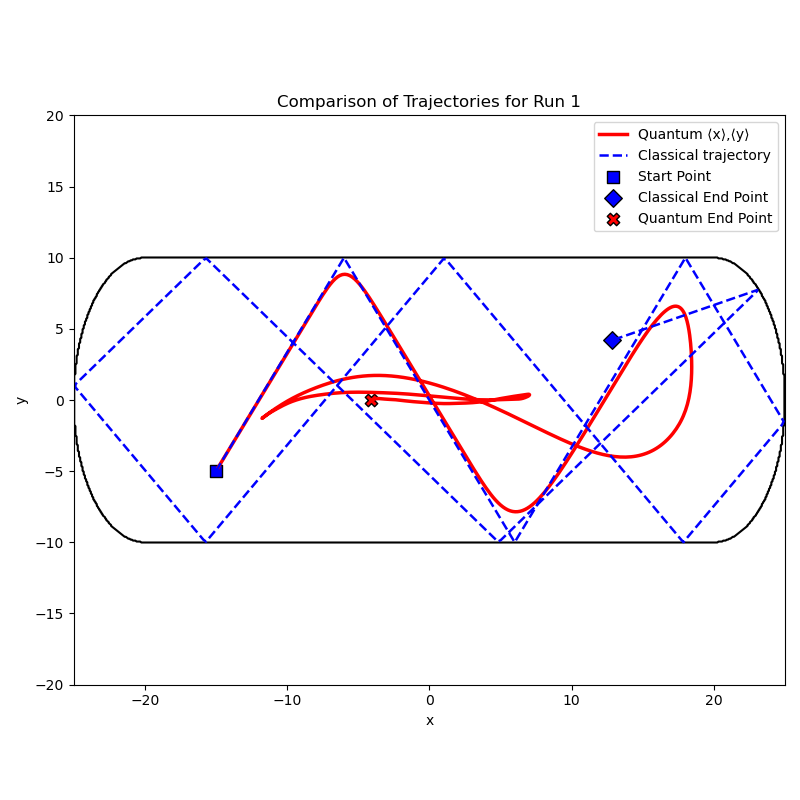 Comparison of Trajectories for Run 1
Quantum ⟨x⟩,⟨y⟩
Classical trajectory
Start Point
Classical End Point
Quantum End Point
20
15
10
5
0
−5
−10
−15
−20
y
−20
−10
0
10
20
x